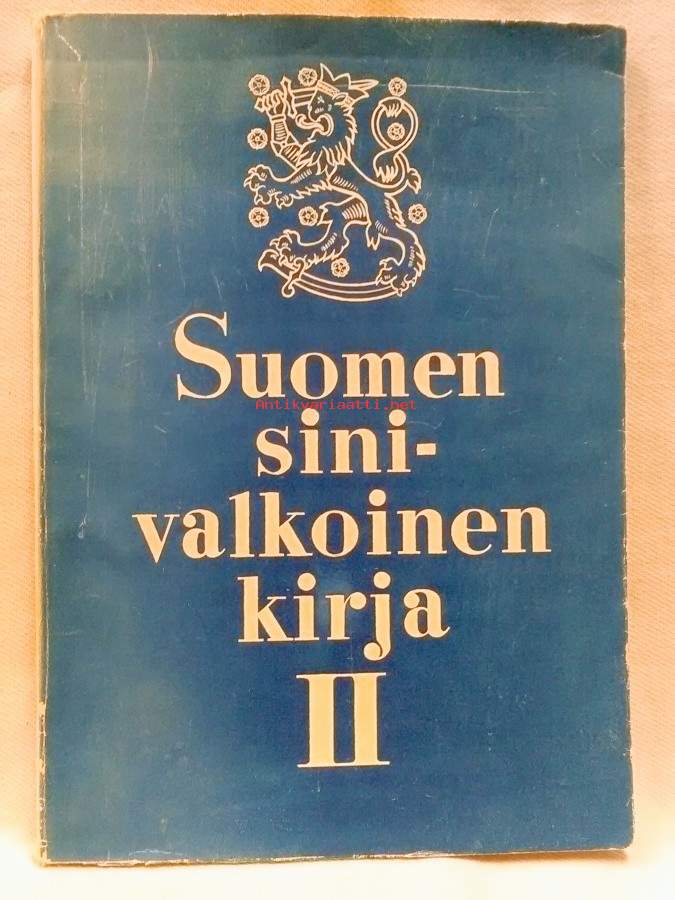 Suomen
Antikvariaatti.net
sini-
valkoinen
kirja
II